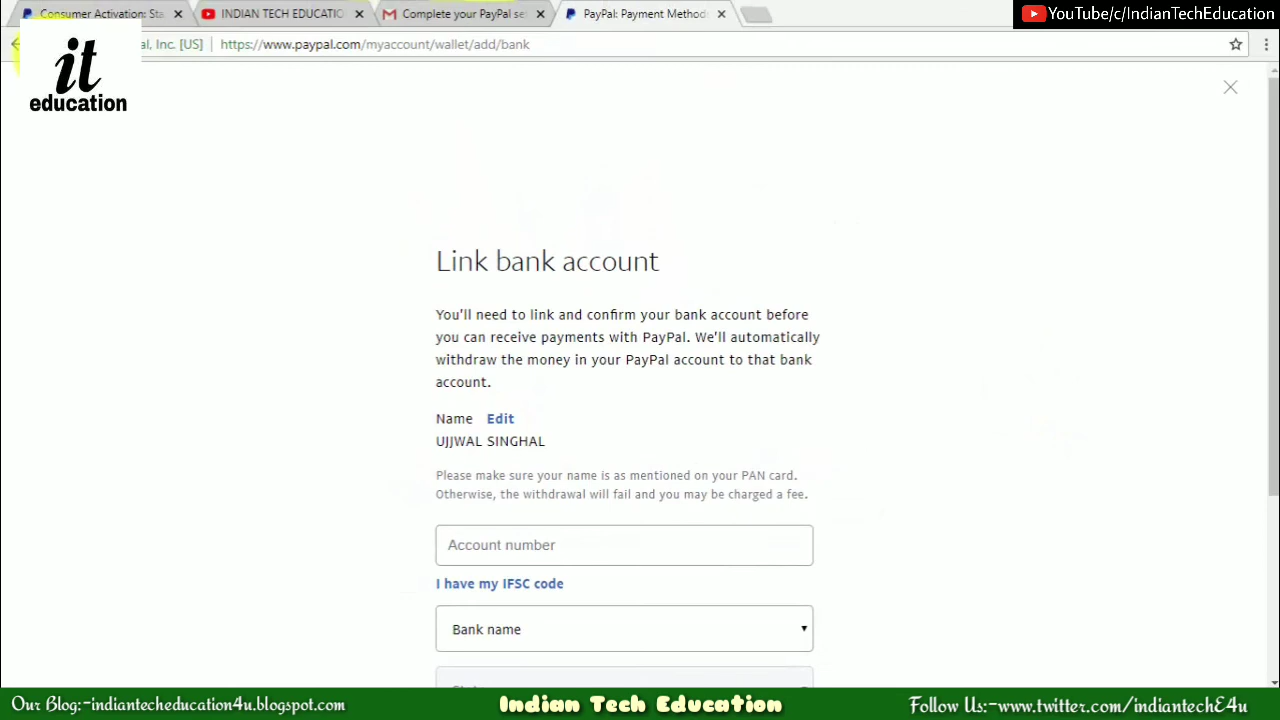 Consumer Activation: Sta
INDIAN TECH EDUCATIO
Complete your PayPal se
PayPal: Payment Method
YouTube/c/IndianTechEducation
al, Inc. [US]
https://www.paypal.com/myaccount/wallet/add/bank
it
education
Link bank account
You'll need to link and confirm your bank account before
you can receive payments with PayPal. We'll automatically
withdraw the money in your PayPal account to that bank
account.
Name Edit
UJJWAL SINGHAL
Please make sure your name is as mentioned on your PAN card.
Otherwise, the withdrawal will fail and you may be charged a fee.
Account number
I have my IFSC code
Bank name
Our Blog:-indiantecheducation4u.blogspot.com
Indian Tech Education
Follow Us:-www.twitter.com/indiantechE4u